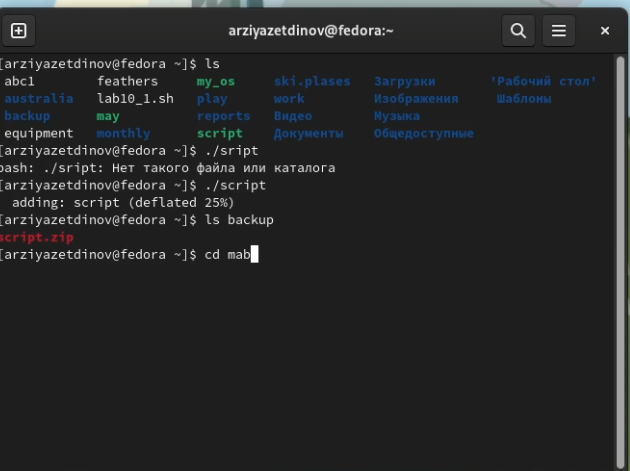 arziyazetdinov@fedora:~
[arziyazetdinov@fedora ~]$ ls
abc1 feathers my_os ski.plases Загрузки 'Рабочий стол'
australia lab10_1.sh play work Изображения Шаблоны
backup may reports Видео Музыка
equipment monthly script Документы Общедоступные
[arziyazetdinov@fedora ~]$ ./sript
bash: ./sript: Нет такого файла или каталога
[arziyazetdinov@fedora ~]$ ./script
adding: script (deflated 25%)
[arziyazetdinov@fedora ~]$ ls backup
script.zip
[arziyazetdinov@fedora ~]$ cd mab